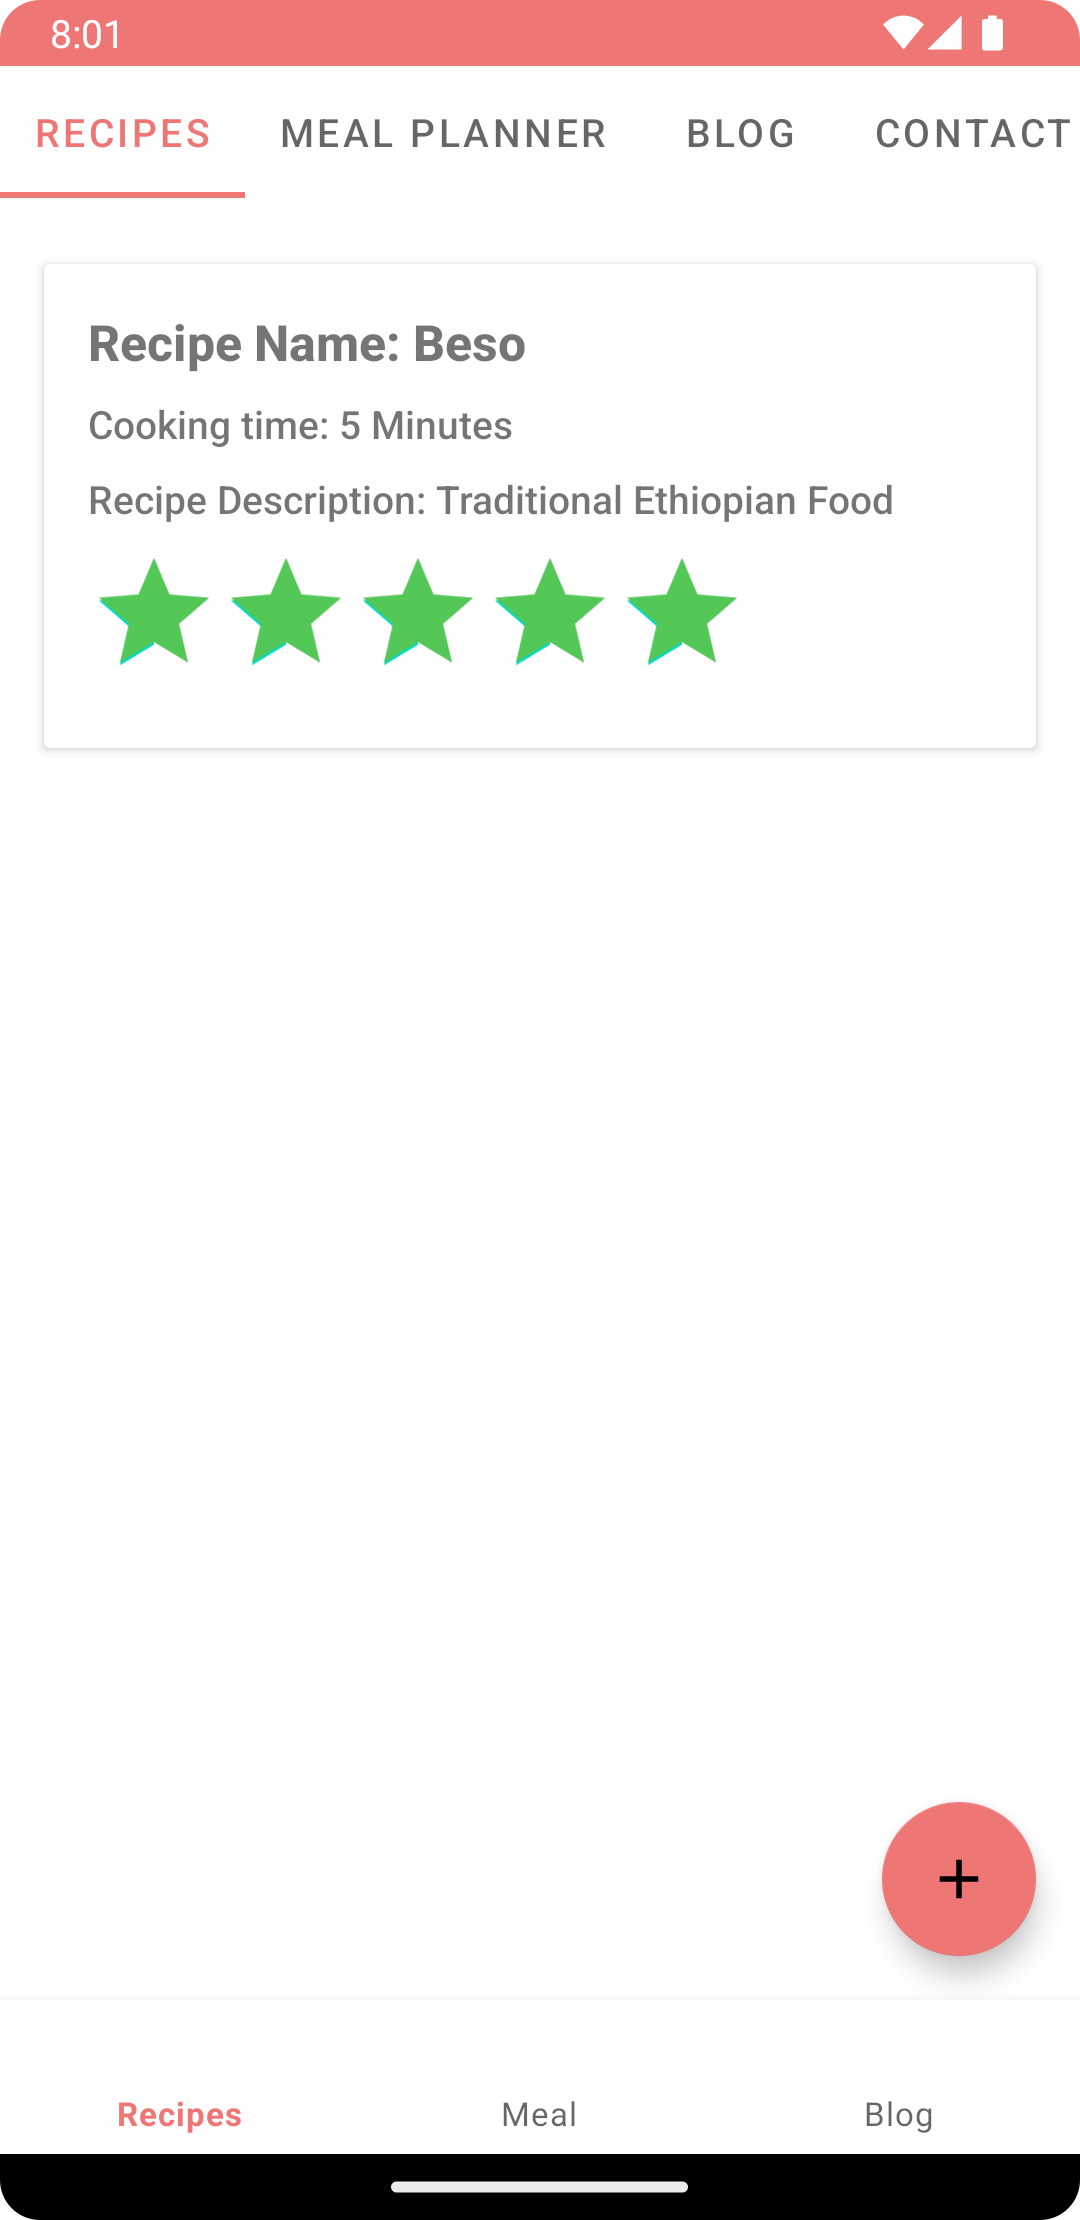 8:01
RECIPES MEAL PLANNER BLOG CONTACT
Recipe Name: Beso
Cooking time: 5 Minutes
Recipe Description: Traditional Ethiopian Food
Recipes Meal Blog